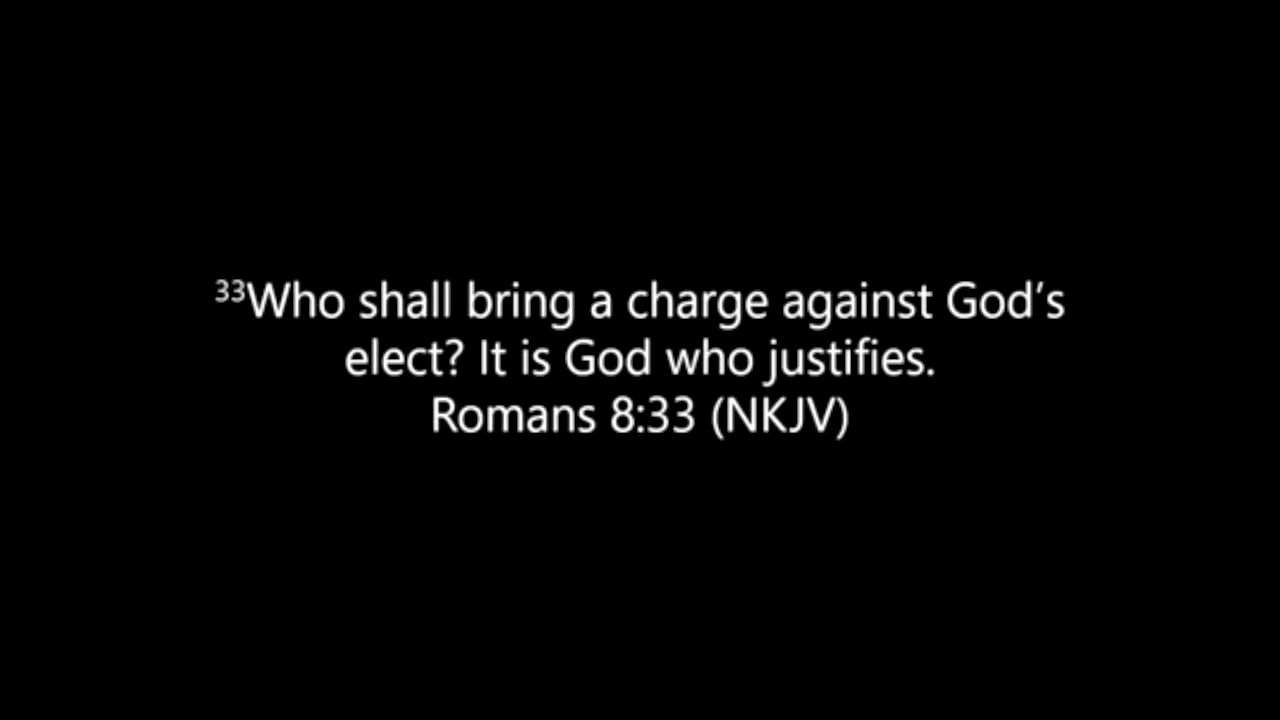 ³³Who shall bring a charge against God’s
elect? It is God who justifies.
Romans 8:33 (NKJV)